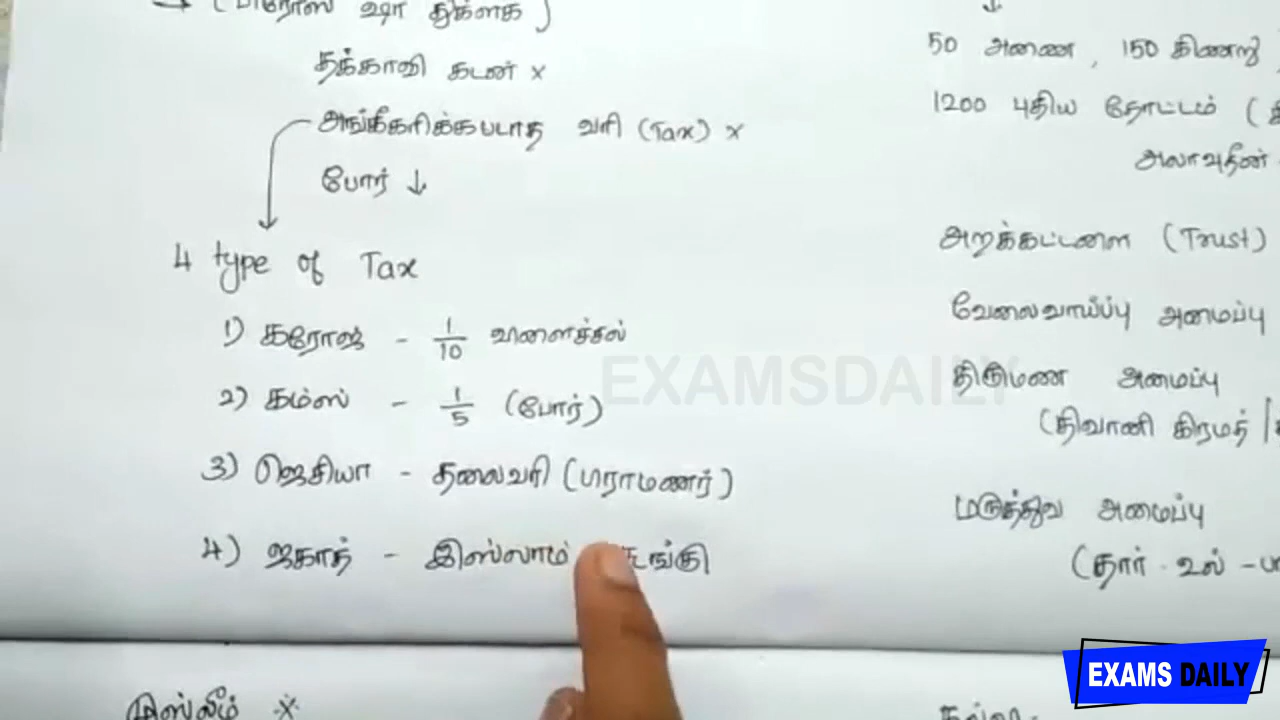 (பிரோஸ் ஷா துக்ளக்)
தக்காவி கடன் x
அங்கீகரிக்கபடாத வரி (Tax) x
போர் ↓
4 type of Tax
1) கரோஜ் - 1/10 விளைச்சல்
2) கம்ஸ் - 1/5 (போர்)
3) ஜெசியா - தலைவரி (பிராமணர்)
4) ஜகாத் - இஸ்லாம்
50 அணை, 150 கிணறு
1200 புதிய தோட்டம் (
அலாவுதீன்
அறக்கட்டளை (Trust)
வேலைவாய்ப்பு அமைப்பு
திருமண அமைப்பு
(திவானி கிரமத் /
மருத்துவ அமைப்பு
(தார் - உல் -
EXAMSDAILY
EXAMS DAILY